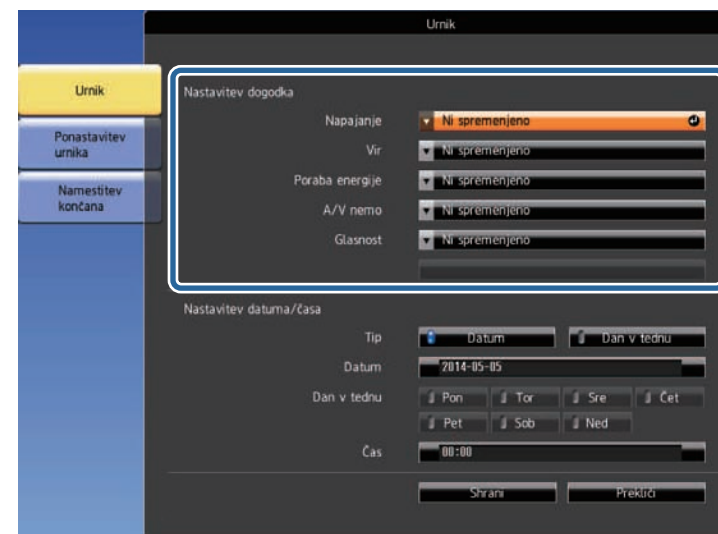 Urnik
Urnik
Ponastavitev
urnika
Namestitev
končana
Nastavitev dogodka
Napajanje Ni spremenjeno
Vir Ni spremenjeno
Poraba energije Ni spremenjeno
A/V nemo Ni spremenjeno
Glasnost Ni spremenjeno
Nastavitev datuma/časa
Tip Datum Dan v tednu
Datum 2014-05-05
Dan v tednu Pon Tor Sre Čet
Pet Sob Ned
Čas 00:00
Shrani Prekliči